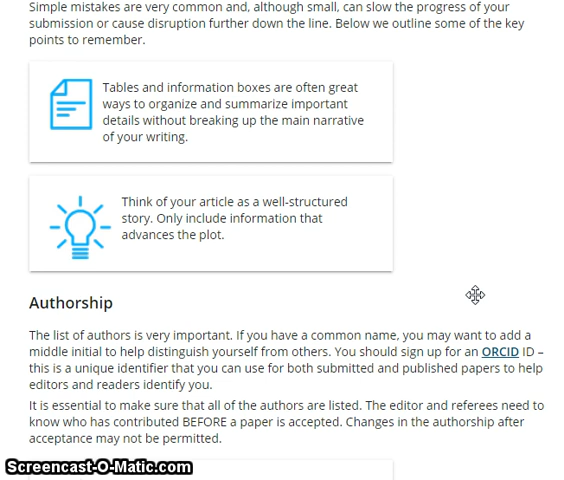 Simple mistakes are very common and, although small, can slow the progress of your
submission or cause disruption further down the line. Below we outline some of the key
points to remember.
Tables and information boxes are often great
ways to organize and summarize important
details without breaking up the main narrative
of your writing.
Think of your article as a well-structured
story. Only include information that
advances the plot.
Authorship
The list of authors is very important. If you have a common name, you may want to add a
middle initial to help distinguish yourself from others. You should sign up for an ORCID ID –
this is a unique identifier that you can use for both submitted and published papers to help
editors and readers identify you.
It is essential to make sure that all of the authors are listed. The editor and referees need to
know who has contributed BEFORE a paper is accepted. Changes in the authorship after
acceptance may not be permitted.
Screencast-O-Matic.com